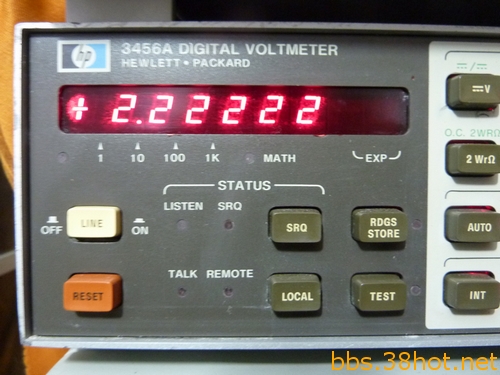 hp
3456A DIGITAL VOLTMETER
HEWLETT • PACKARD
+ 2.22222
1 10 100 1K MATH EXP
STATUS
LISTEN SRQ
OFF LINE ON
SRQ
RDGS STORE
TALK REMOTE
RESET
LOCAL
TEST
⎓/⎓
⎓V
O.C. 2WRΩ
2 WrΩ
AUTO
INT
bbs.38hot.net